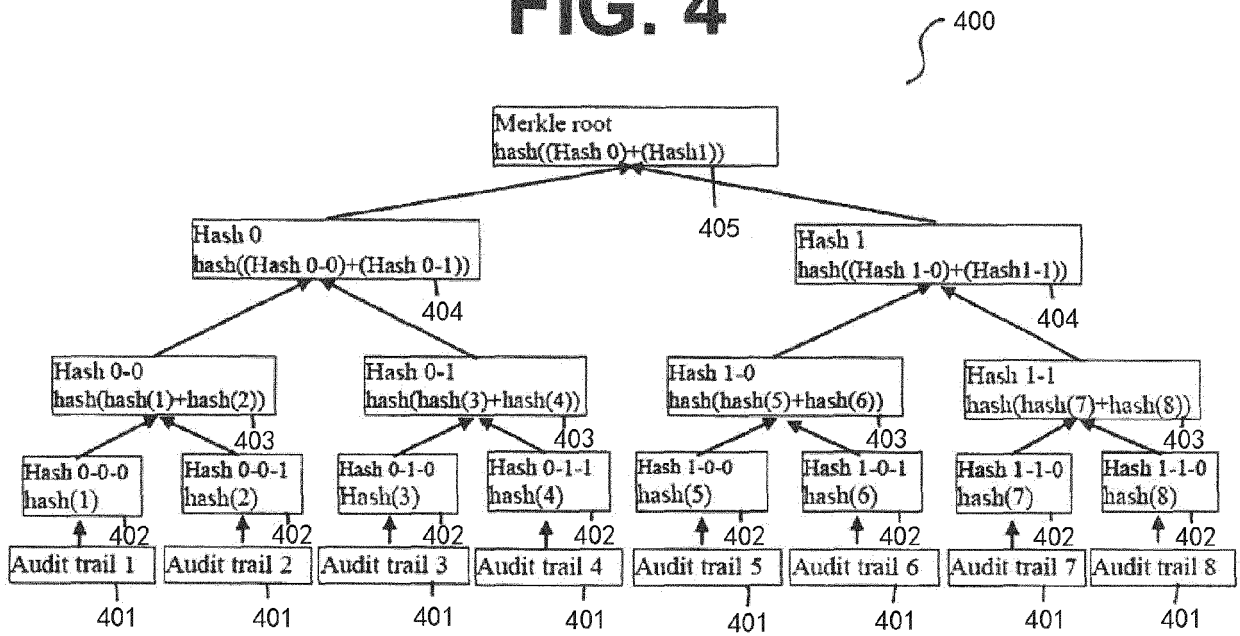 FIG. 4
400
Merkle root
hash((Hash 0)+(Hash1))
405
Hash 0
hash((Hash 0-0)+(Hash 0-1))
404
Hash 1
hash((Hash 1-0)+(Hash1-1))
404
Hash 0-0
hash(hash(1)+hash(2))
403
Hash 0-1
hash(hash(3)+hash(4))
403
Hash 1-0
hash(hash(5)+hash(6))
403
Hash 1-1
hash(hash(7)+hash(8))
403
Hash 0-0-0
hash(1)
402
Hash 0-0-1
hash(2)
402
Hash 0-1-0
Hash(3)
402
Hash 0-1-1
hash(4)
402
Hash 1-0-0
hash(5)
402
Hash 1-0-1
hash(6)
402
Hash 1-1-0
hash(7)
402
Hash 1-1-0
hash(8)
402
Audit trail 1
Audit trail 2
Audit trail 3
Audit trail 4
Audit trail 5
Audit trail 6
Audit trail 7
Audit trail 8
401
401
401
401
401
401
401
401